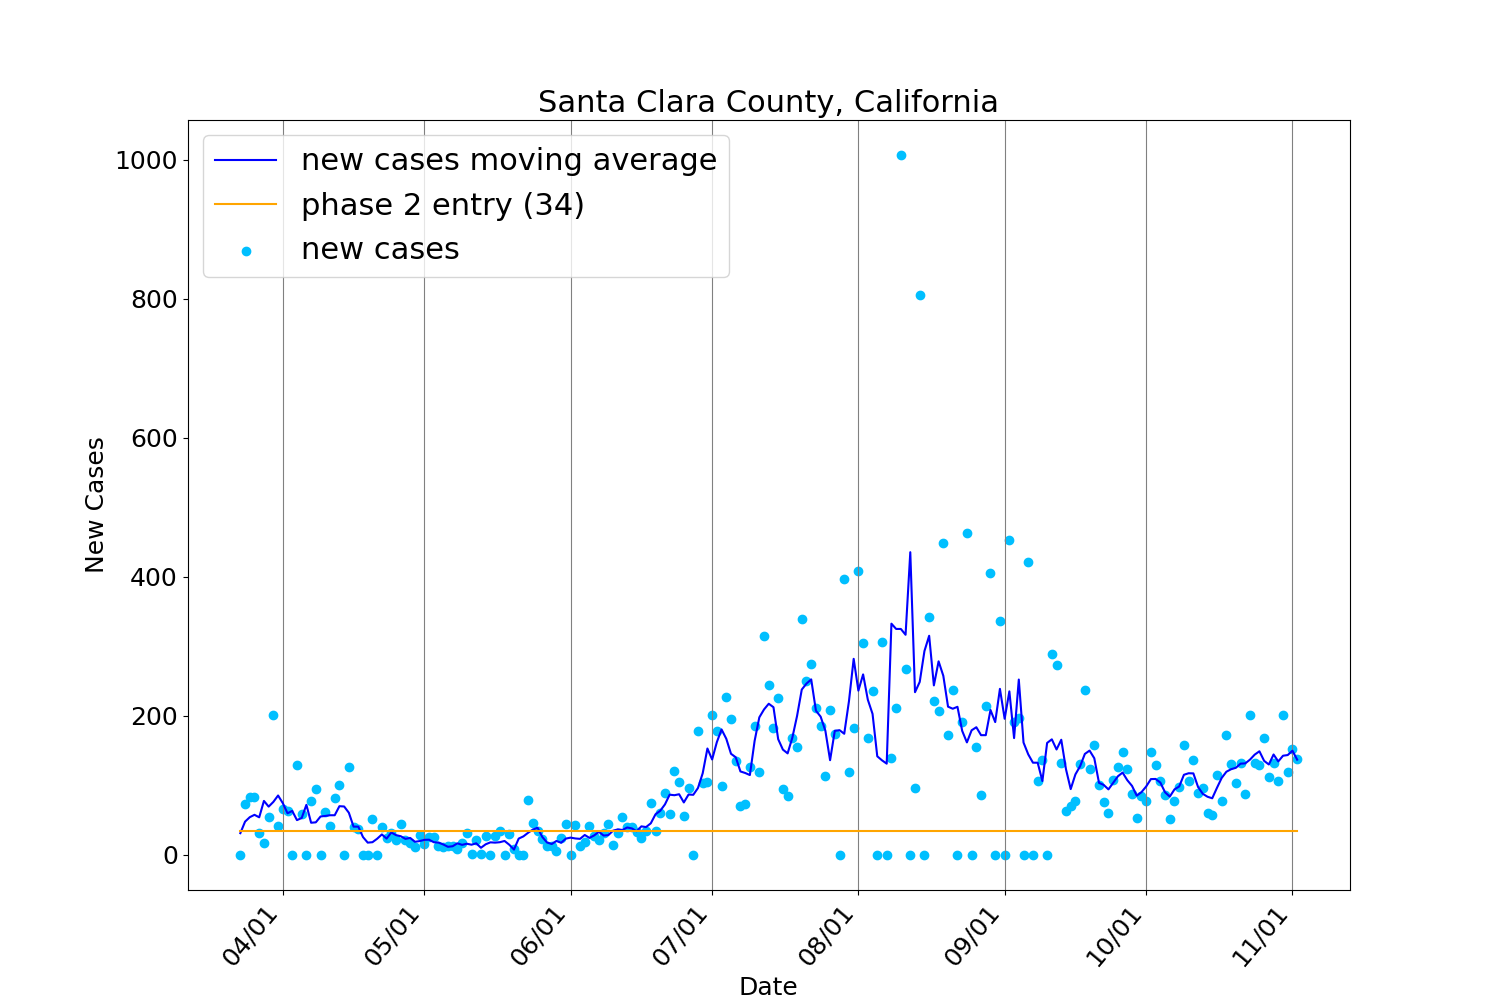 Santa Clara County, California
new cases moving average
phase 2 entry (34)
new cases
1000
800
600
400
200
0
New Cases
04/01
05/01
06/01
07/01
08/01
09/01
10/01
11/01
Date